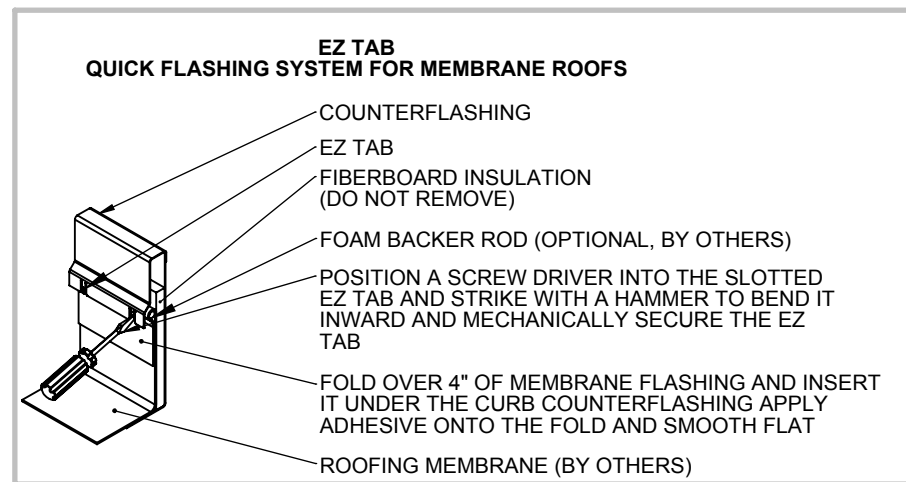 EZ TAB
QUICK FLASHING SYSTEM FOR MEMBRANE ROOFS
COUNTERFLASHING
EZ TAB
FIBERBOARD INSULATION
(DO NOT REMOVE)
FOAM BACKER ROD (OPTIONAL, BY OTHERS)
POSITION A SCREW DRIVER INTO THE SLOTTED
EZ TAB AND STRIKE WITH A HAMMER TO BEND IT
INWARD AND MECHANICALLY SECURE THE EZ
TAB
FOLD OVER 4" OF MEMBRANE FLASHING AND INSERT
IT UNDER THE CURB COUNTERFLASHING APPLY
ADHESIVE ONTO THE FOLD AND SMOOTH FLAT
ROOFING MEMBRANE (BY OTHERS)